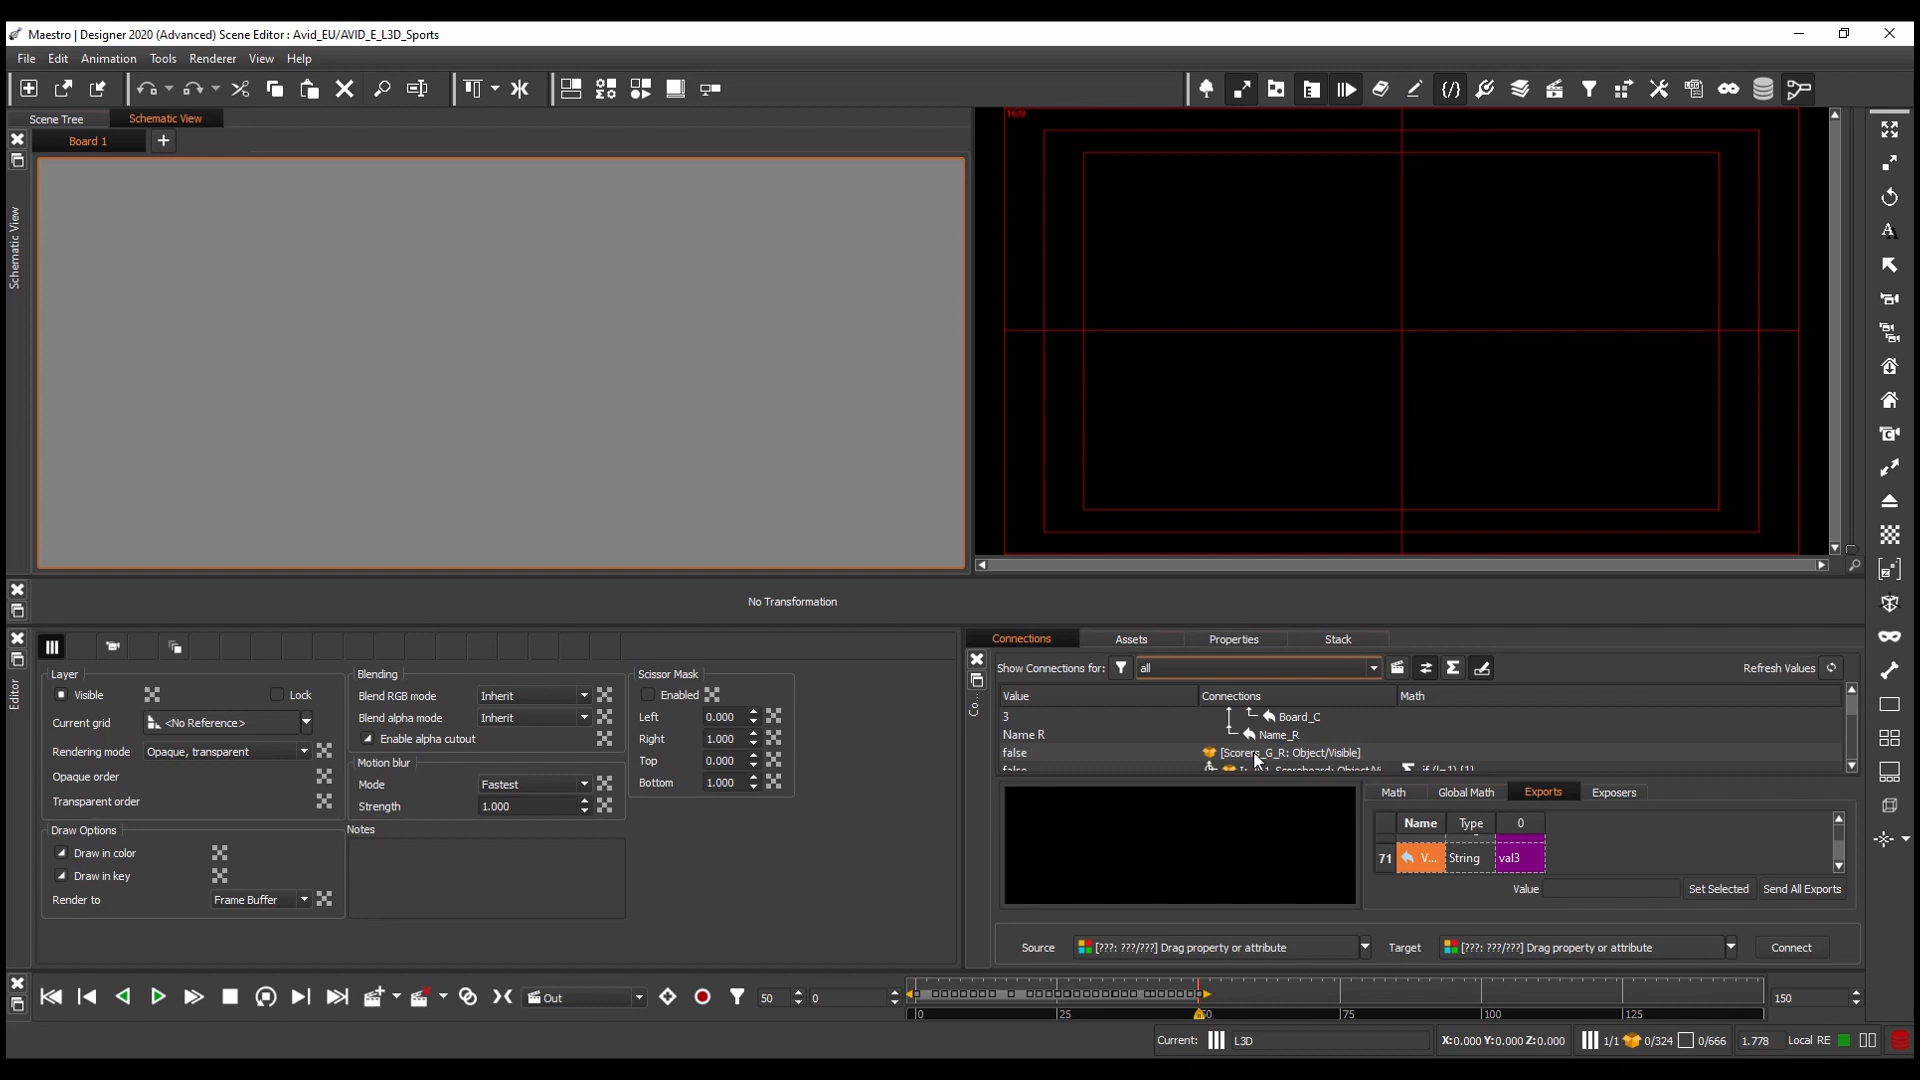 Maestro | Designer 2020 (Advanced) Scene Editor : Avid_EU/AVID_E_L3D_Sports
File Edit Animation Tools Renderer View Help
Scene Tree Schematic View
Board 1
16/9
Schematic View
No Transformation
Editor
Layer
Visible Lock
Current grid <No Reference>
Rendering mode Opaque, transparent
Opaque order
Transparent order
Draw Options
Draw in color
Draw in key
Render to Frame Buffer
Blending
Blend RGB mode Inherit
Blend alpha mode Inherit
Enable alpha cutout
Motion blur
Mode Fastest
Strength 1.000
Notes
Scissor Mask
Enabled
Left 0.000
Right 1.000
Top 0.000
Bottom 1.000
Connections Assets Properties Stack
Co...
Show Connections for: all Refresh Values
Value Connections Math
3 Board_C
Name R Name_R
false [Scorers_G_R: Object/Visible]
Math Global Math Exports Exposers
Name Type 0
71 V... String val3
Value Set Selected Send All Exports
Source [???: ???/???] Drag property or attribute Target [???: ???/???] Drag property or attribute Connect
Out 50 0 150
0 25 50 75 100 125
Current: L3D X:0.000 Y:0.000 Z:0.000 1/1 0/324 0/666 1.778 Local RE